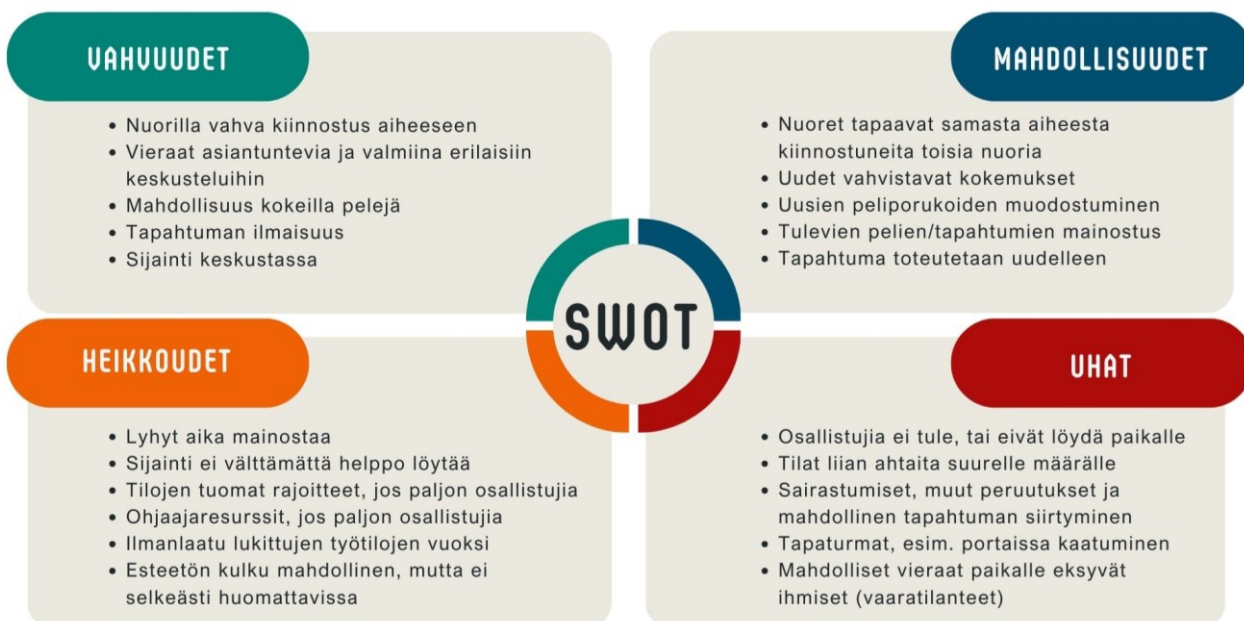 VAHVUUDET
Nuorilla vahva kiinnostus aiheeseen
Vieraat asiantuntevia ja valmiina erilaisiin
keskusteluihin
Mahdollisuus kokeilla pelejä
Tapahtuman ilmaisuus
Sijainti keskustassa
MAHDOLLISUUDET
Nuoret tapaavat samasta aiheesta
kiinnostuneita toisia nuoria
Uudet vahvistavat kokemukset
Uusien peliporukoiden muodostuminen
Tulevien pelien/tapahtumien mainostus
Tapahtuma toteutetaan uudelleen
SWOT
HEIKKOUDET
Lyhyt aika mainostaa
Sijainti ei välttämättä helppo löytää
Tilojen tuomat rajoitteet, jos paljon osallistujia
Ohjaajaresurssit, jos paljon osallistujia
Ilmanlaatu lukittujen työtilojen vuoksi
Esteetön kulku mahdollinen, mutta ei
selkeästi huomattavissa
UHAT
Osallistujia ei tule, tai eivät löydä paikalle
Tilat liian ahtaita suurelle määrälle
Sairastumiset, muut peruutukset ja
mahdollinen tapahtuman siirtyminen
Tapaturmat, esim. portaissa kaatuminen
Mahdolliset vieraat paikalle eksyvät
ihmiset (vaaratilanteet)